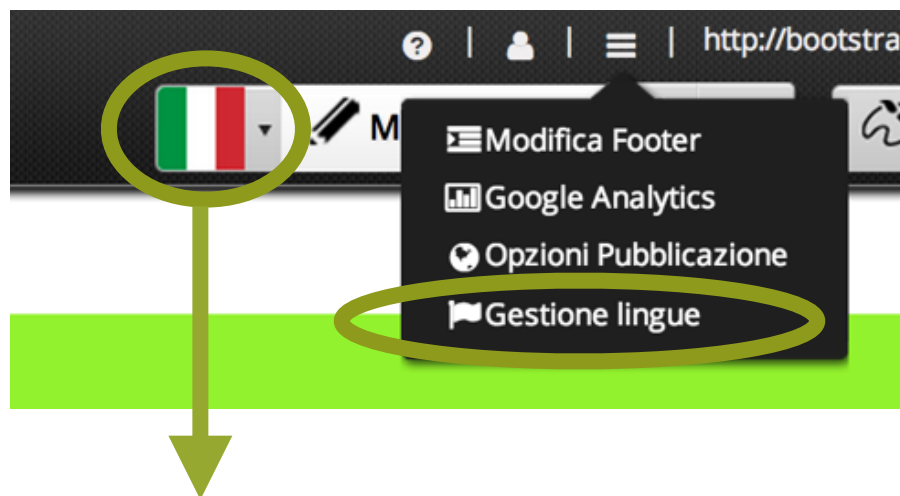 http://bootstra
M
Modifica Footer
Google Analytics
Opzioni Pubblicazione
Gestione lingue